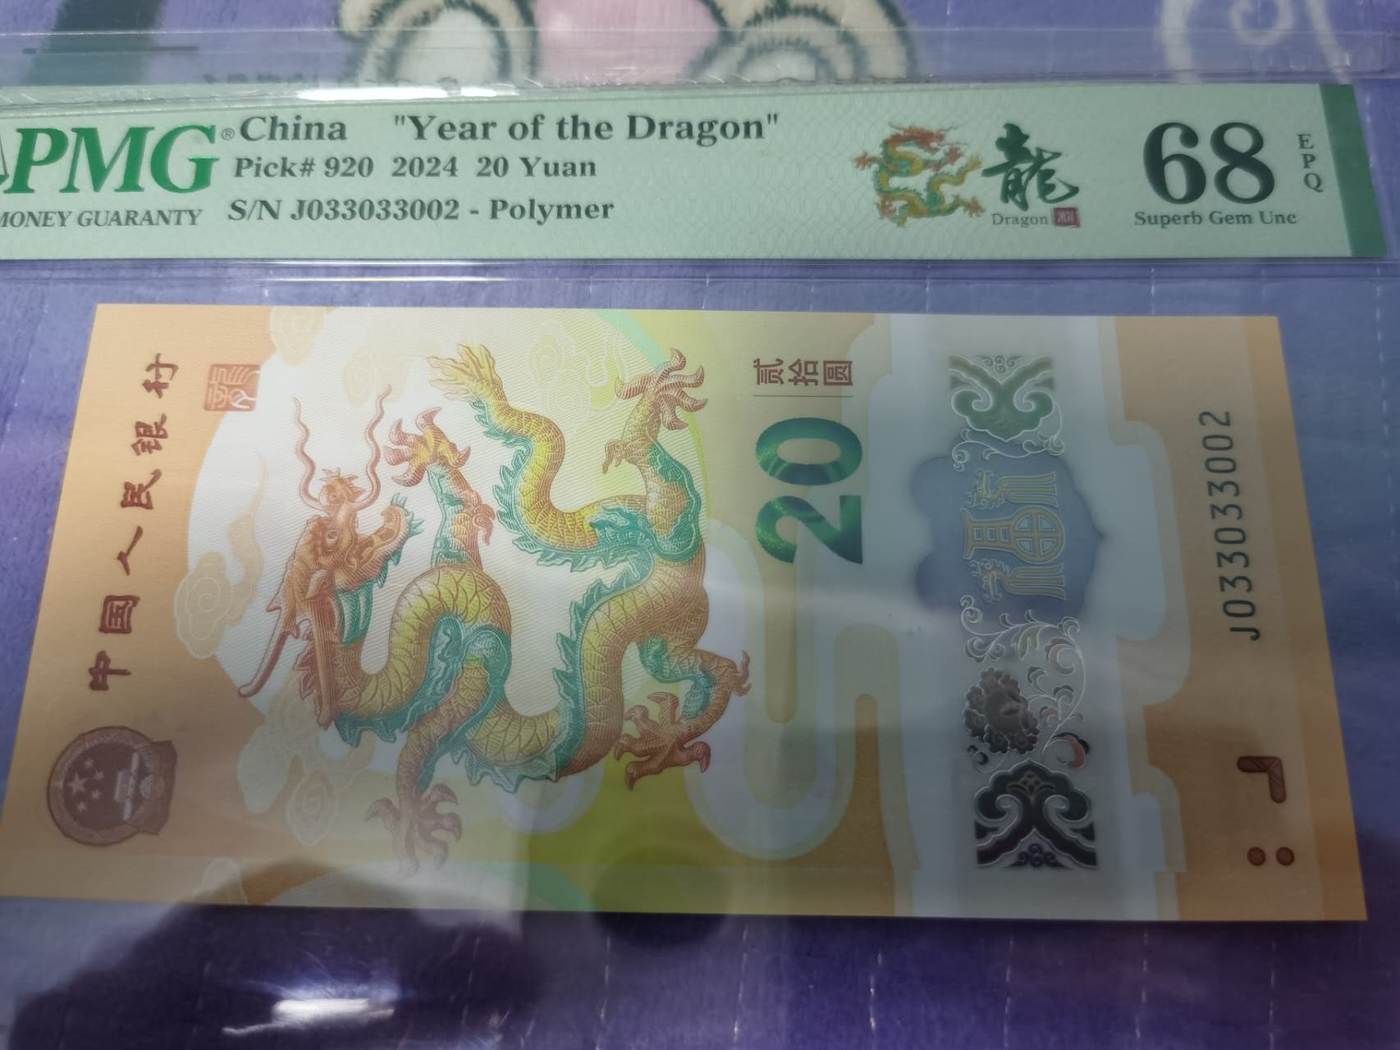 PMG® China "Year of the Dragon"
Pick# 920 2024 20 Yuan
MONEY GUARANTY S/N J033033002 - Polymer
龍
Dragon
68
EPQ
Superb Gem Unc
中国人民银行
贰拾圆
20
J033033002